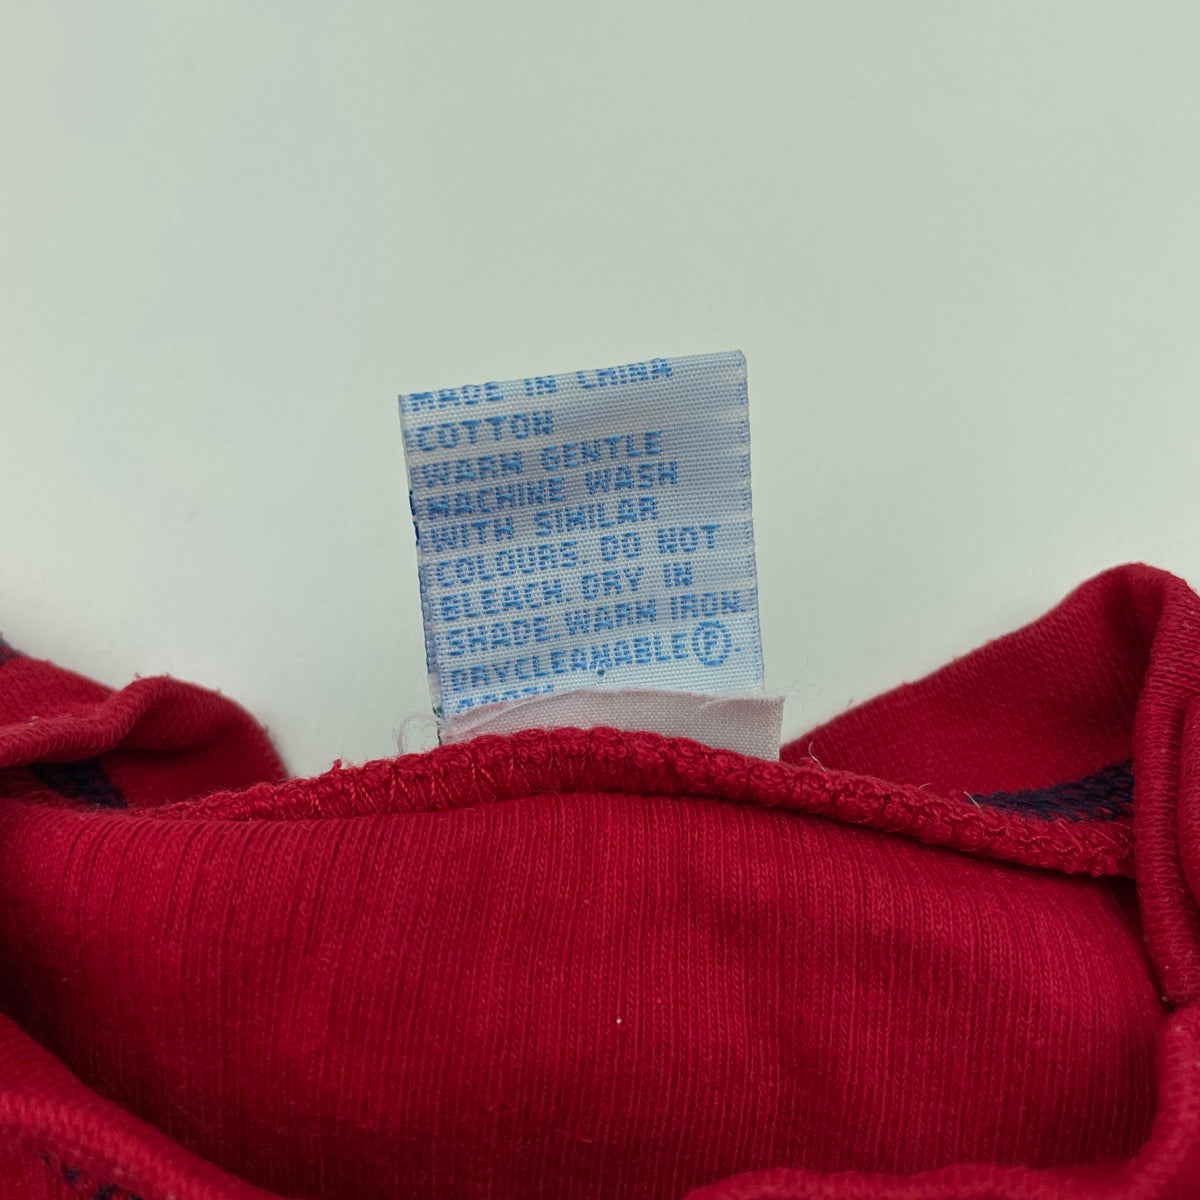 MADE IN CHINA
COTTON
WARM GENTLE
MACHINE WASH
WITH SIMILAR
COLOURS. DO NOT
BLEACH DRY IN
SHADE.WARM IRON.
DRYCLEANABLE Ⓟ.